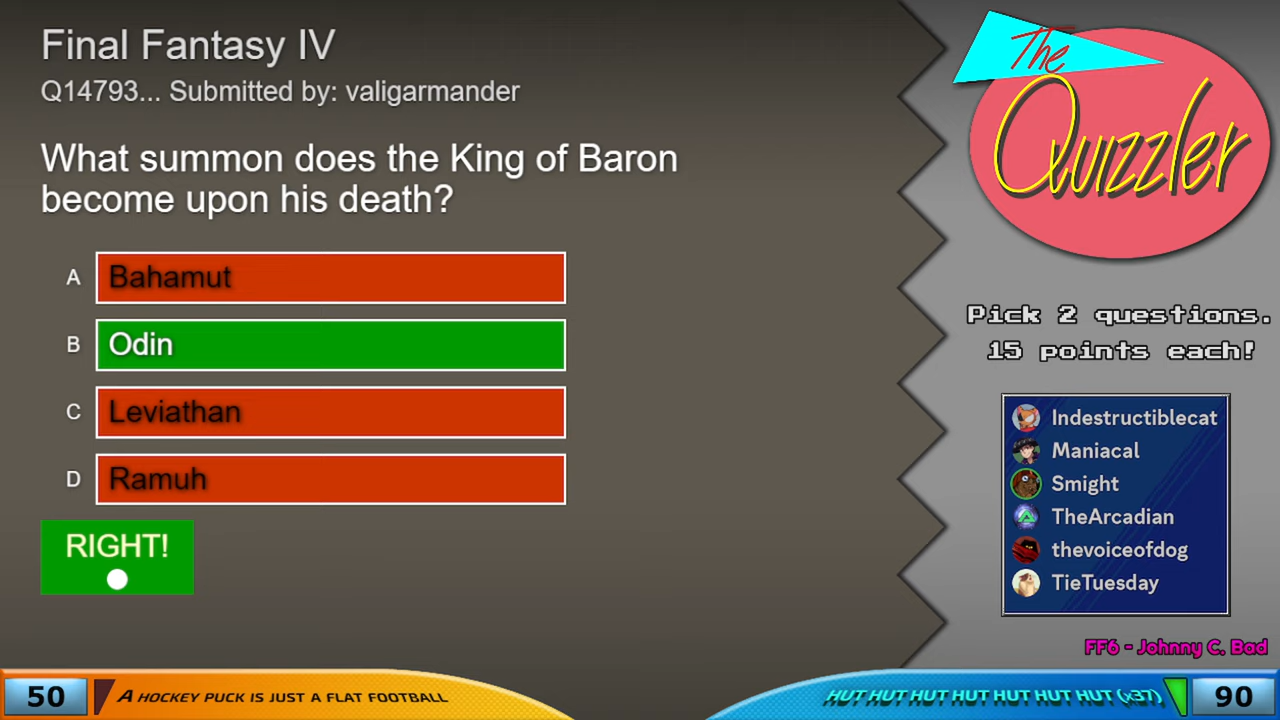 Final Fantasy IV
Q14793... Submitted by: valigarmander
What summon does the King of Baron
become upon his death?
A Bahamut
B Odin
C Leviathan
D Ramuh
RIGHT!
The
Quizzler
Pick 2 questions.
15 points each!
Indestructiblecat
Maniacal
Smight
TheArcadian
thevoiceofdog
TieTuesday
FF6 - Johnny C. Bad
50 A HOCKEY PUCK IS JUST A FLAT FOOTBALL
HUT HUT HUT HUT HUT HUT HUT (x37) 90